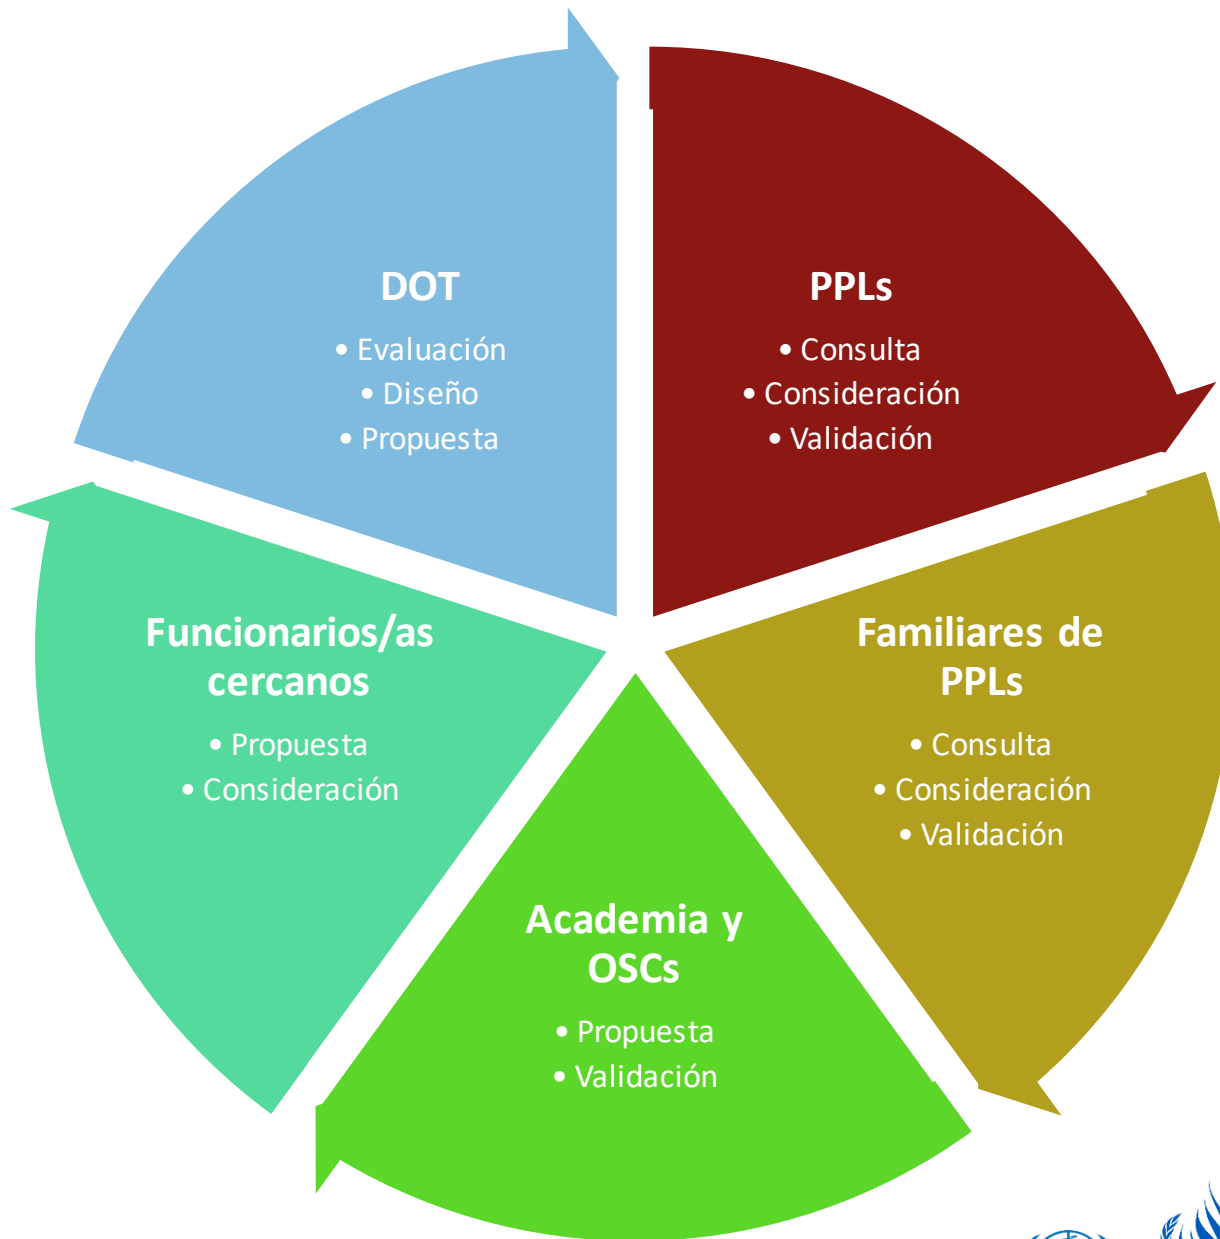 DOT
• Evaluación
• Diseño
• Propuesta
PPLs
• Consulta
• Consideración
• Validación
Familiares de
PPLs
• Consulta
• Consideración
• Validación
Academia y
OSCs
• Propuesta
• Validación
Funcionarios/as
cercanos
• Propuesta
• Consideración